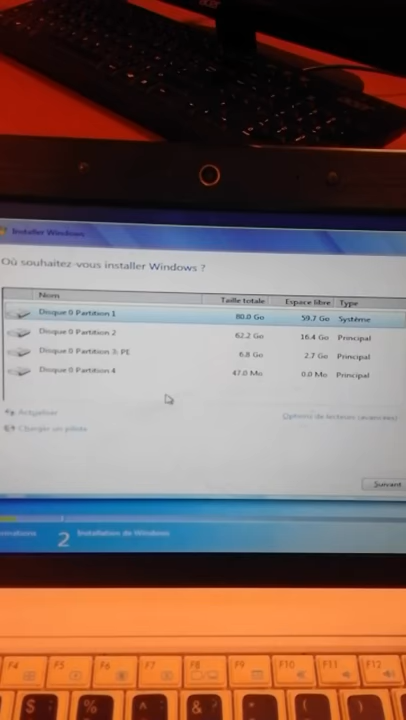 Installer Windows
Où souhaitez-vous installer Windows ?
Nom Taille totale Espace libre Type
Disque 0 Partition 1 80.0 Go 59.7 Go Système
Disque 0 Partition 2 62.2 Go 16.4 Go Principal
Disque 0 Partition 3: PE 6.8 Go 2.7 Go Principal
Disque 0 Partition 4 47.0 Mo 0.0 Mo Principal
Actualiser Options de lecteurs (avancées)
Charger un pilote
Suivant
2 Installation de Windows
F4 F5 F6 F7 F8 F9 F10 F11 F12
$ % ^ & * ( )